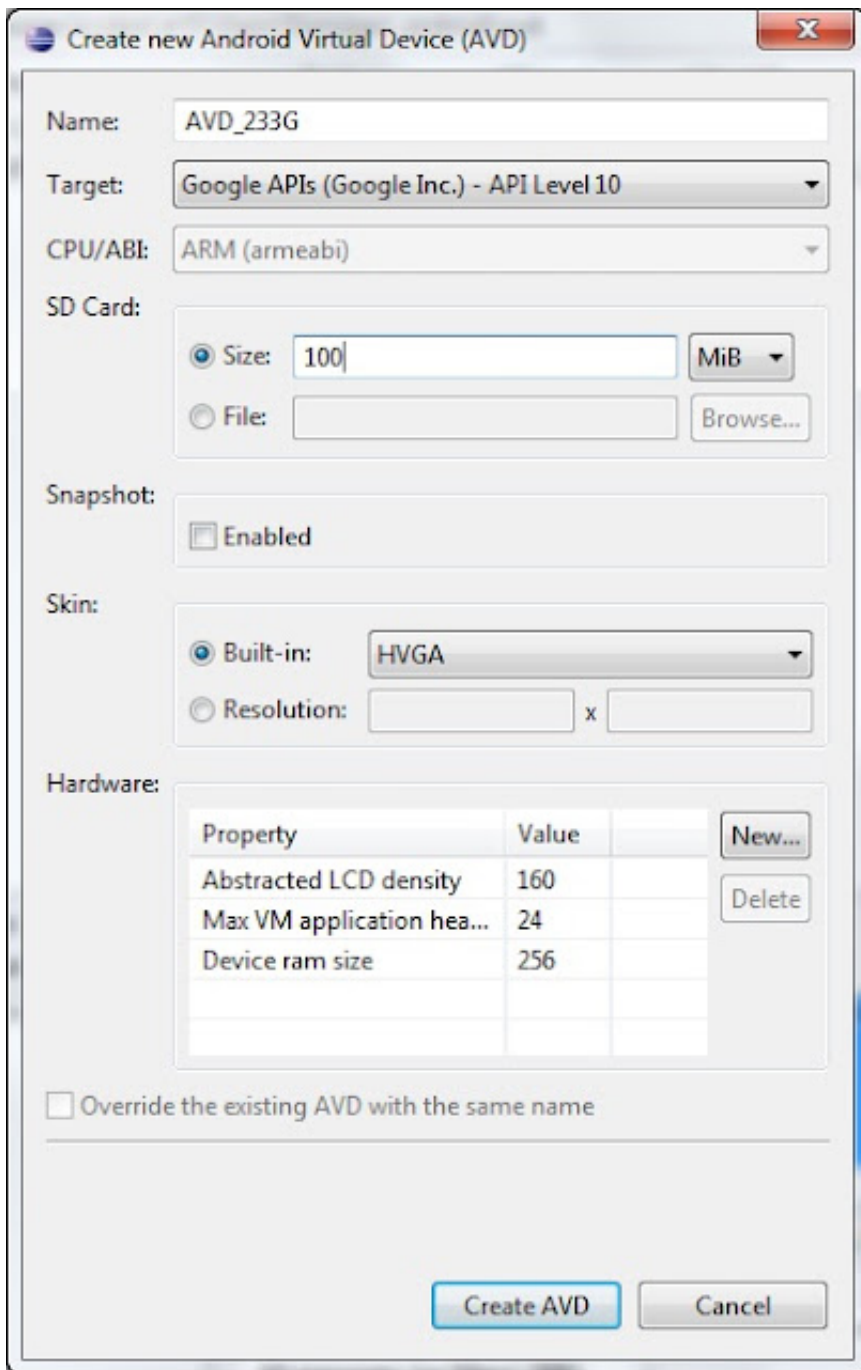 Create new Android Virtual Device (AVD)
Name: AVD_233G
Target: Google APIs (Google Inc.) - API Level 10
CPU/ABI: ARM (armeabi)
SD Card:
Size: 100 MiB
File: Browse...
Snapshot:
Enabled
Skin:
Built-in: HVGA
Resolution: x
Hardware:
Property Value New...
Abstracted LCD density 160
Delete
Max VM application hea... 24
Device ram size 256
Override the existing AVD with the same name
Create AVD Cancel